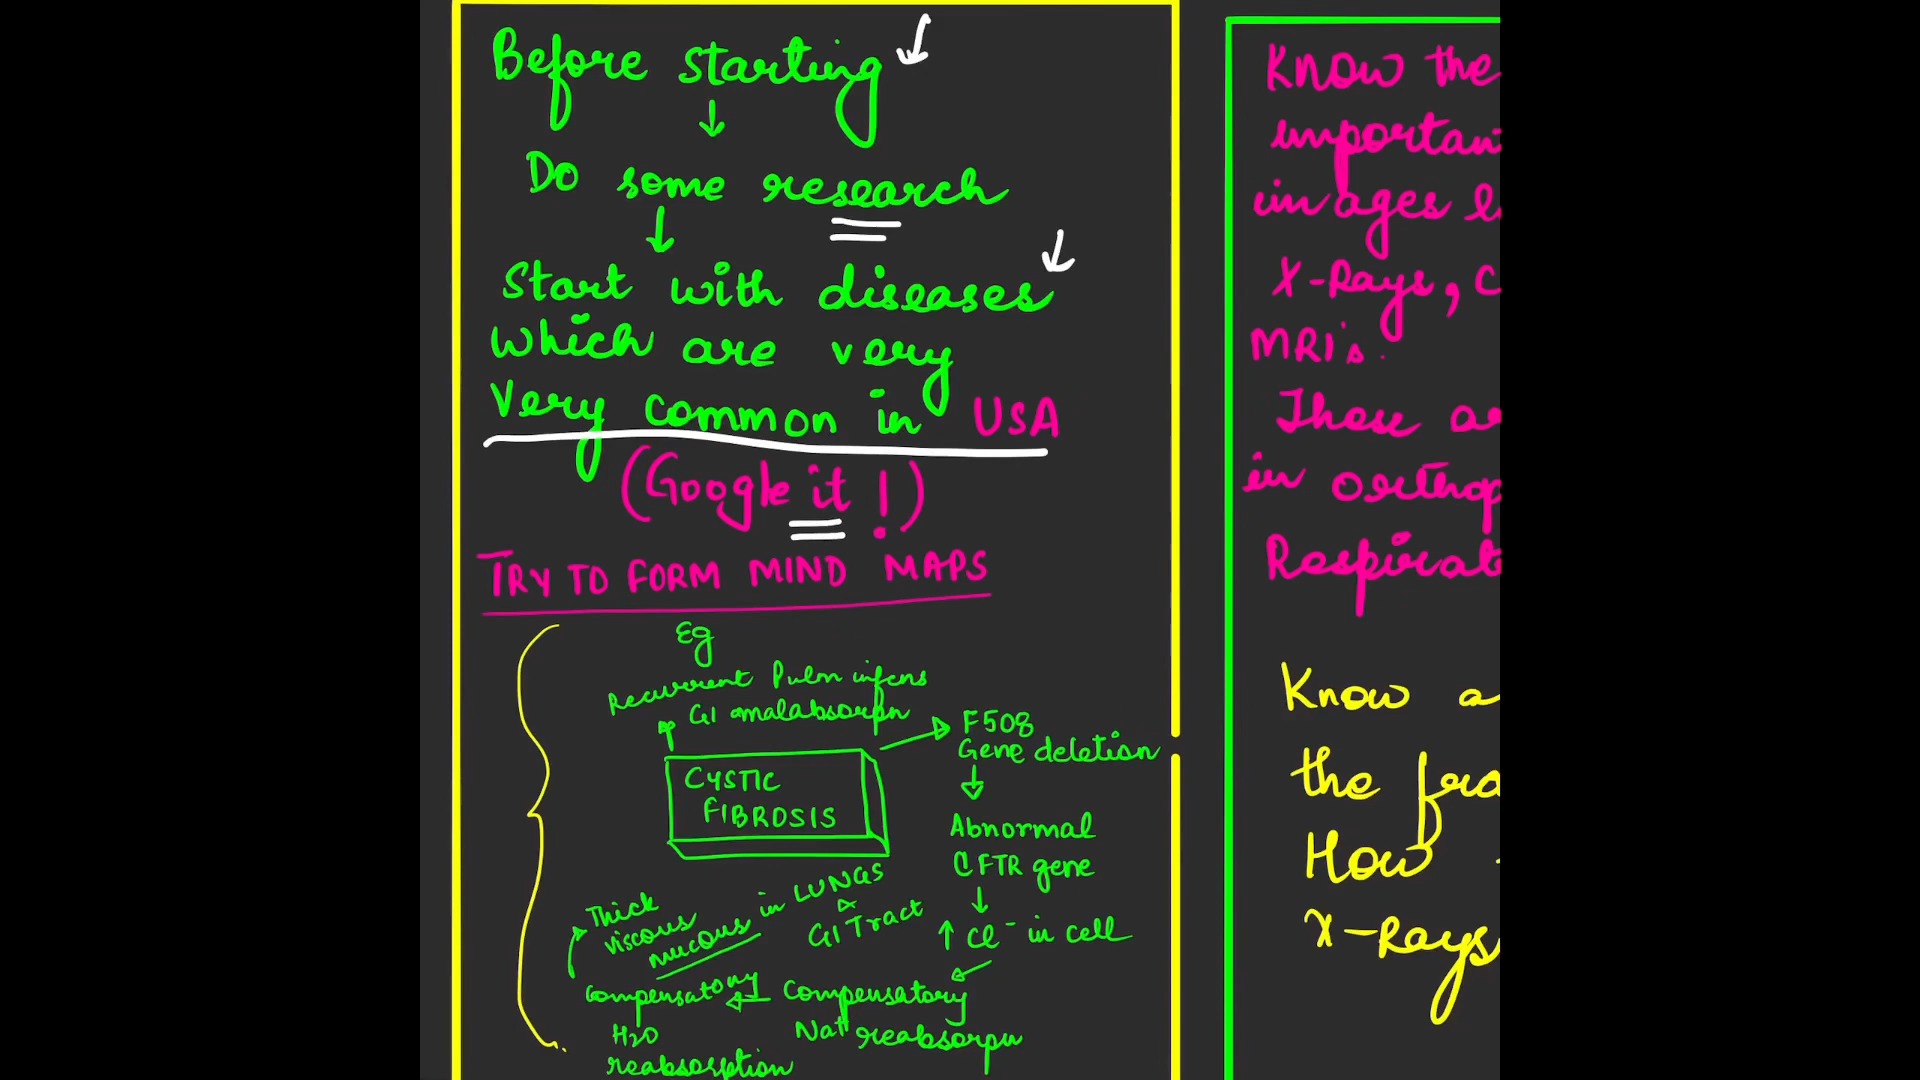 Before starting
Do some research
Start with diseases
which are very
very common in USA
(Google it!)
TRY TO FORM MIND MAPS
Eg
Recurrent Pulm infcns
GI malabsorpn
CYSTIC
FIBROSIS
F508
Gene deletion
Abnormal
CFTR gene
↑ Cl⁻ in cell
Compensatory
Na⁺ reabsorpn
Compensatory
H2O
reabsorption
Thick
viscous
mucous in LUNGS
&
GI Tract
Know the
importan
images l
X-Rays, C
MRI's.
These a
in orthop
Respirat
Know a
the fra
How
X-Rays